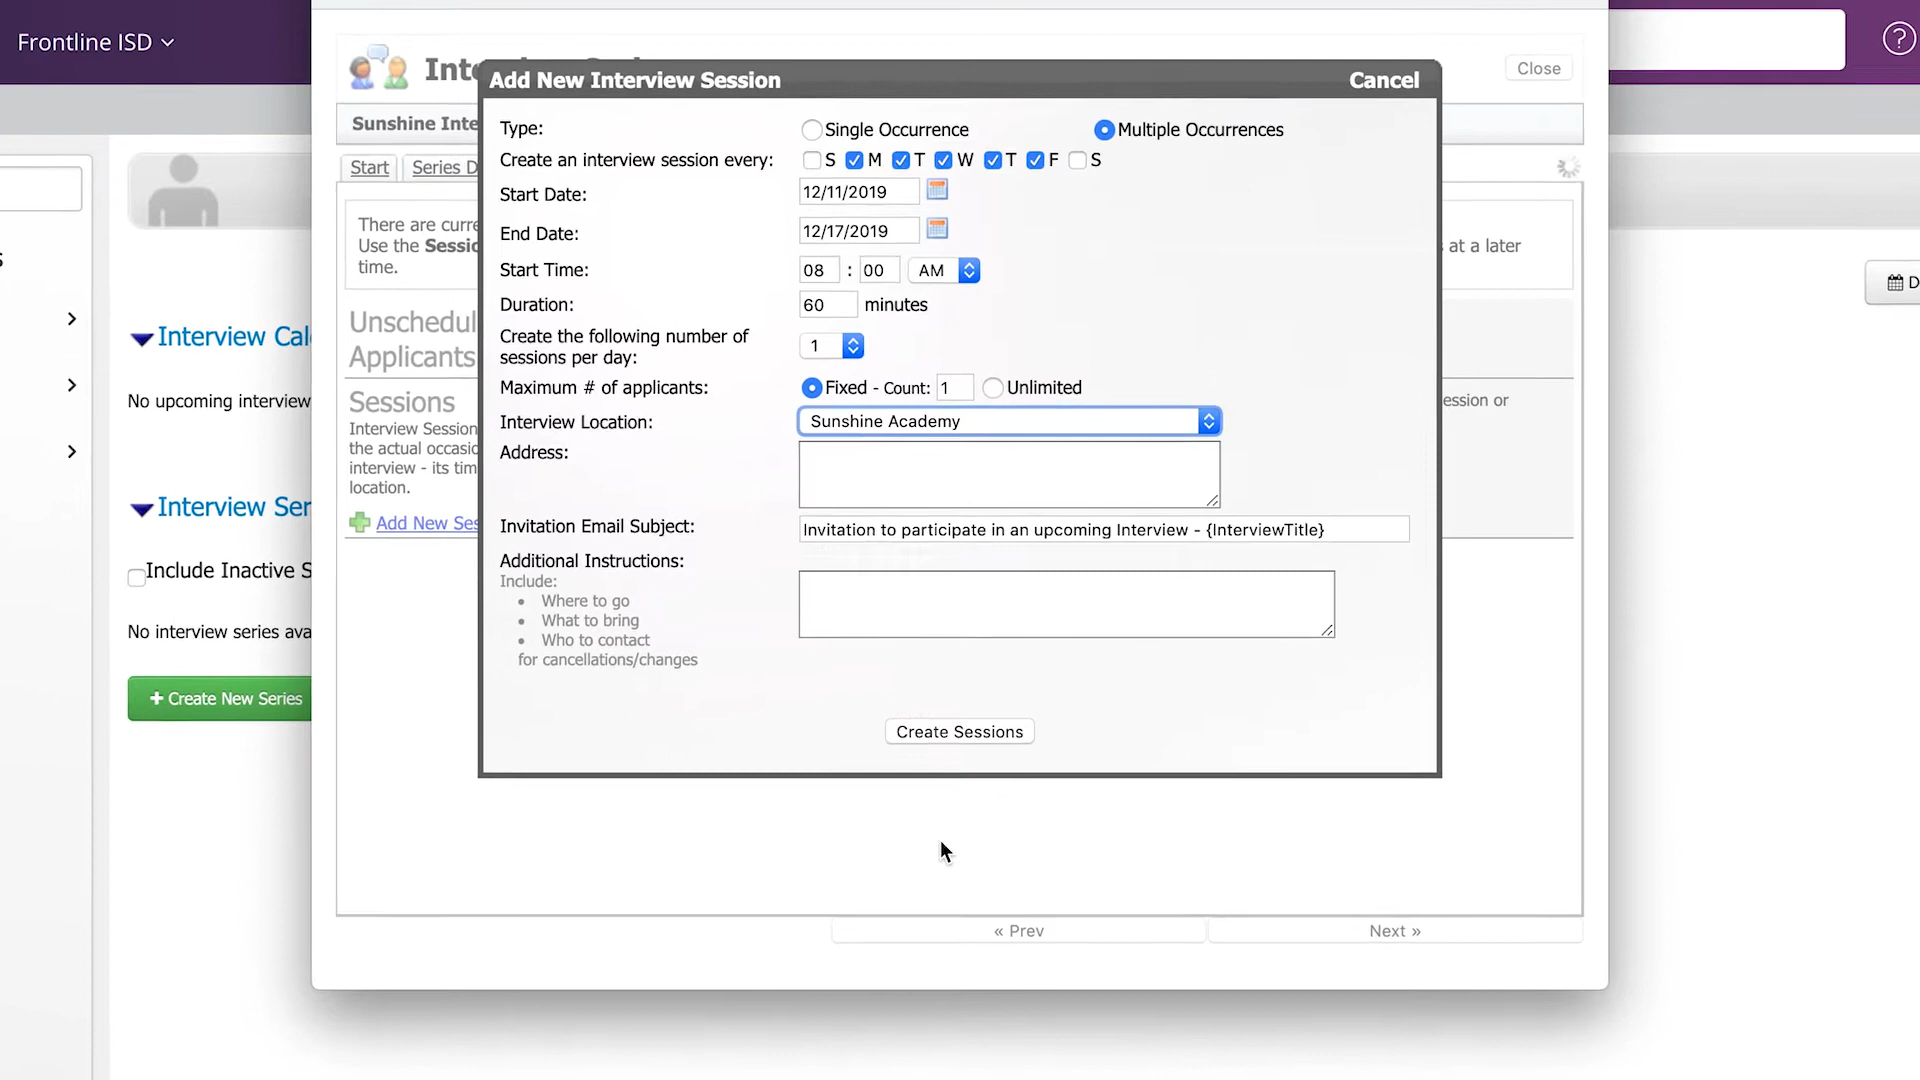 Frontline ISD
?
Close
Add New Interview Session
Cancel
Sunshine Inte
Start
Series D
There are curre
Use the Sessio
time.
s at a later
Unschedul
Applicants
Sessions
Interview Session
the actual occasio
interview - its tim
location.
Add New Ses
ession or
Type:
Single Occurrence
Multiple Occurrences
Create an interview session every:
S M T W T F S
Start Date:
12/11/2019
End Date:
12/17/2019
Start Time:
08 : 00 AM
Duration:
60 minutes
Create the following number of
sessions per day:
1
Maximum # of applicants:
Fixed - Count: 1
Unlimited
Interview Location:
Sunshine Academy
Address:
Invitation Email Subject:
Invitation to participate in an upcoming Interview - {InterviewTitle}
Additional Instructions:
Include:
• Where to go
• What to bring
• Who to contact
for cancellations/changes
Create Sessions
« Prev
Next »
Interview Cal
No upcoming interview
Interview Ser
Include Inactive S
No interview series ava
+ Create New Series
D